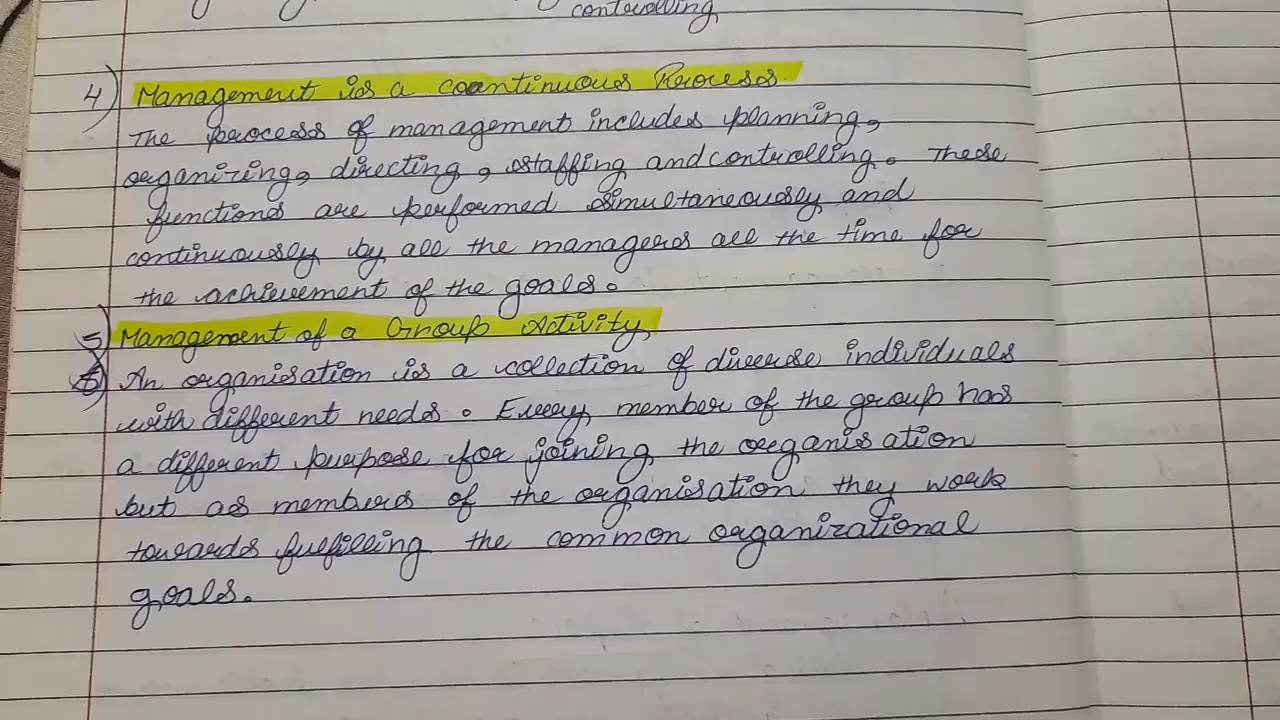 controlling
4) Management is a coontinuous Process.
The process of management includes planning,
organizing, directing, staffing and controlling. These
functions are performed simultaneously and
continuously by all the managers all the time for
the achievement of the goals.
5) Management of a Group Activity
6) An organisation is a collection of diverse individuals
with different needs. Every member of the group has
a different purpose for joining the organisation
but as members of the organisation they work
towards fulfilling the common organizational
goals.